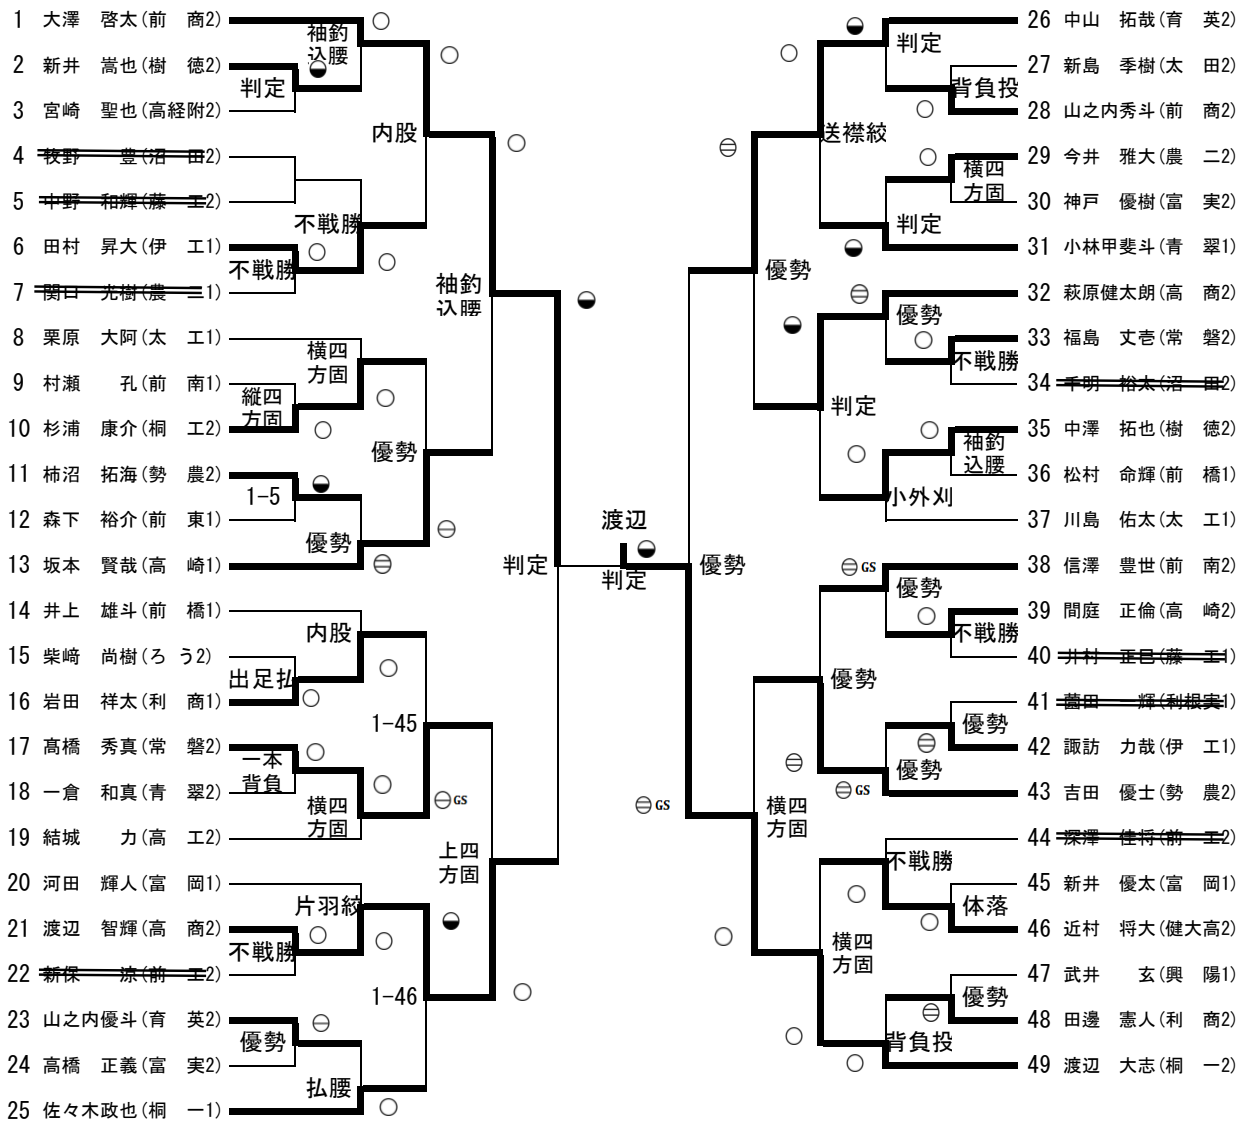 1 大澤 啓太(前 商2)
2 新井 嵩也(樹 徳2)
3 宮崎 聖也(高経附2)
4 牧野 豊(沼 田2)
5 中野 和輝(藤 工2)
6 田村 昇大(伊 工1)
7 関口 光樹(農 二1)
8 栗原 大阿(太 工1)
9 村瀬 孔(前 南1)
10 杉浦 康介(桐 工2)
11 柿沼 拓海(勢 農2)
12 森下 裕介(前 東1)
13 坂本 賢哉(高 崎1)
14 井上 雄斗(前 橋1)
15 柴﨑 尚樹(ろ う2)
16 岩田 祥太(利 商1)
17 髙橋 秀真(常 磐2)
18 一倉 和真(青 翠2)
19 結城 力(高 工2)
20 河田 輝人(富 岡1)
21 渡辺 智輝(高 商2)
22 新保 涼(前 工2)
23 山之内優斗(育 英2)
24 高橋 正義(富 実2)
25 佐々木政也(桐 一1)
袖釣
込腰
判定
不戦勝
不戦勝
内股
横四
方固
縦四
方固
1-5
優勢
優勢
袖釣
込腰
内股
出足払
一本
背負
横四
方固
1-45
GS
片羽絞
不戦勝
優勢
払腰
1-46
上四
方固
判定
渡辺
判定
優勢
GS
判定
背負投
送襟絞
横四
方固
判定
優勢
優勢
不戦勝
判定
袖釣
込腰
小外刈
GS
優勢
不戦勝
優勢
優勢
優勢
GS
横四
方固
不戦勝
体落
横四
方固
優勢
背負投
26 中山 拓哉(育 英2)
27 新島 季樹(太 田2)
28 山之内秀斗(前 商2)
29 今井 雅大(農 二2)
30 神戸 優樹(富 実2)
31 小林甲斐斗(青 翠1)
32 萩原健太朗(高 商2)
33 福島 丈壱(常 磐2)
34 千明 裕太(沼 田2)
35 中澤 拓也(樹 徳2)
36 松村 命輝(前 橋1)
37 川島 佑太(太 工1)
38 信澤 豊世(前 南2)
39 間庭 正倫(高 崎2)
40 井村 正巳(藤 工1)
41 薗田 輝(利根実1)
42 諏訪 力哉(伊 工1)
43 吉田 優士(勢 農2)
44 深澤 佳将(前 工2)
45 新井 優太(富 岡1)
46 近村 将大(健大高2)
47 武井 玄(興 陽1)
48 田邊 憲人(利 商2)
49 渡辺 大志(桐 一2)